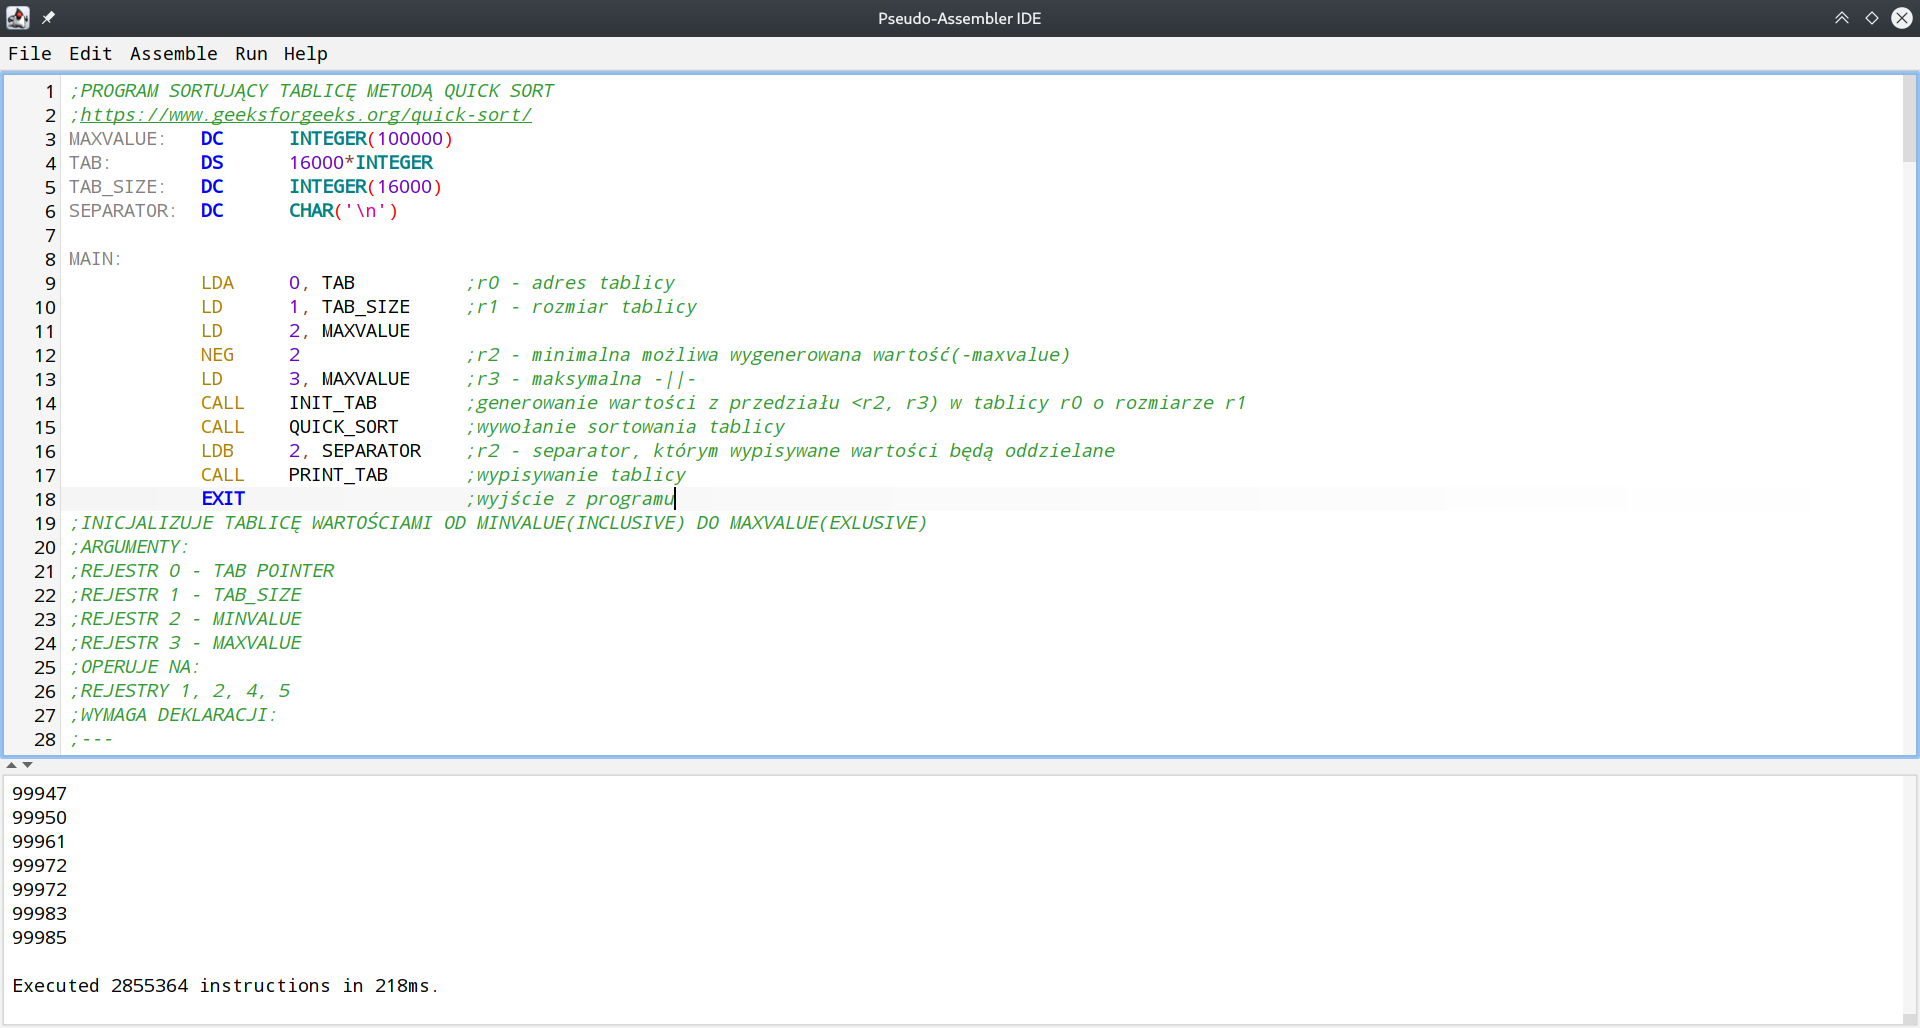 Pseudo-Assembler IDE
File Edit Assemble Run Help
1 ;PROGRAM SORTUJĄCY TABLICĘ METODĄ QUICK SORT
2 ;https://www.geeksforgeeks.org/quick-sort/
3 MAXVALUE: DC INTEGER(100000)
4 TAB: DS 16000*INTEGER
5 TAB_SIZE: DC INTEGER(16000)
6 SEPARATOR: DC CHAR('\n')
7
8 MAIN:
9 LDA 0, TAB ;r0 - adres tablicy
10 LD 1, TAB_SIZE ;r1 - rozmiar tablicy
11 LD 2, MAXVALUE
12 NEG 2 ;r2 - minimalna możliwa wygenerowana wartość(-maxvalue)
13 LD 3, MAXVALUE ;r3 - maksymalna -||-
14 CALL INIT_TAB ;generowanie wartości z przedziału <r2, r3) w tablicy r0 o rozmiarze r1
15 CALL QUICK_SORT ;wywołanie sortowania tablicy
16 LDB 2, SEPARATOR ;r2 - separator, którym wypisywane wartości będą oddzielane
17 CALL PRINT_TAB ;wypisywanie tablicy
18 EXIT ;wyjście z programu
19 ;INICJALIZUJE TABLICĘ WARTOŚCIAMI OD MINVALUE(INCLUSIVE) DO MAXVALUE(EXLUSIVE)
20 ;ARGUMENTY:
21 ;REJESTR 0 - TAB POINTER
22 ;REJESTR 1 - TAB_SIZE
23 ;REJESTR 2 - MINVALUE
24 ;REJESTR 3 - MAXVALUE
25 ;OPERUJE NA:
26 ;REJESTRY 1, 2, 4, 5
27 ;WYMAGA DEKLARACJI:
28 ;---
99947
99950
99961
99972
99972
99983
99985
Executed 2855364 instructions in 218ms.